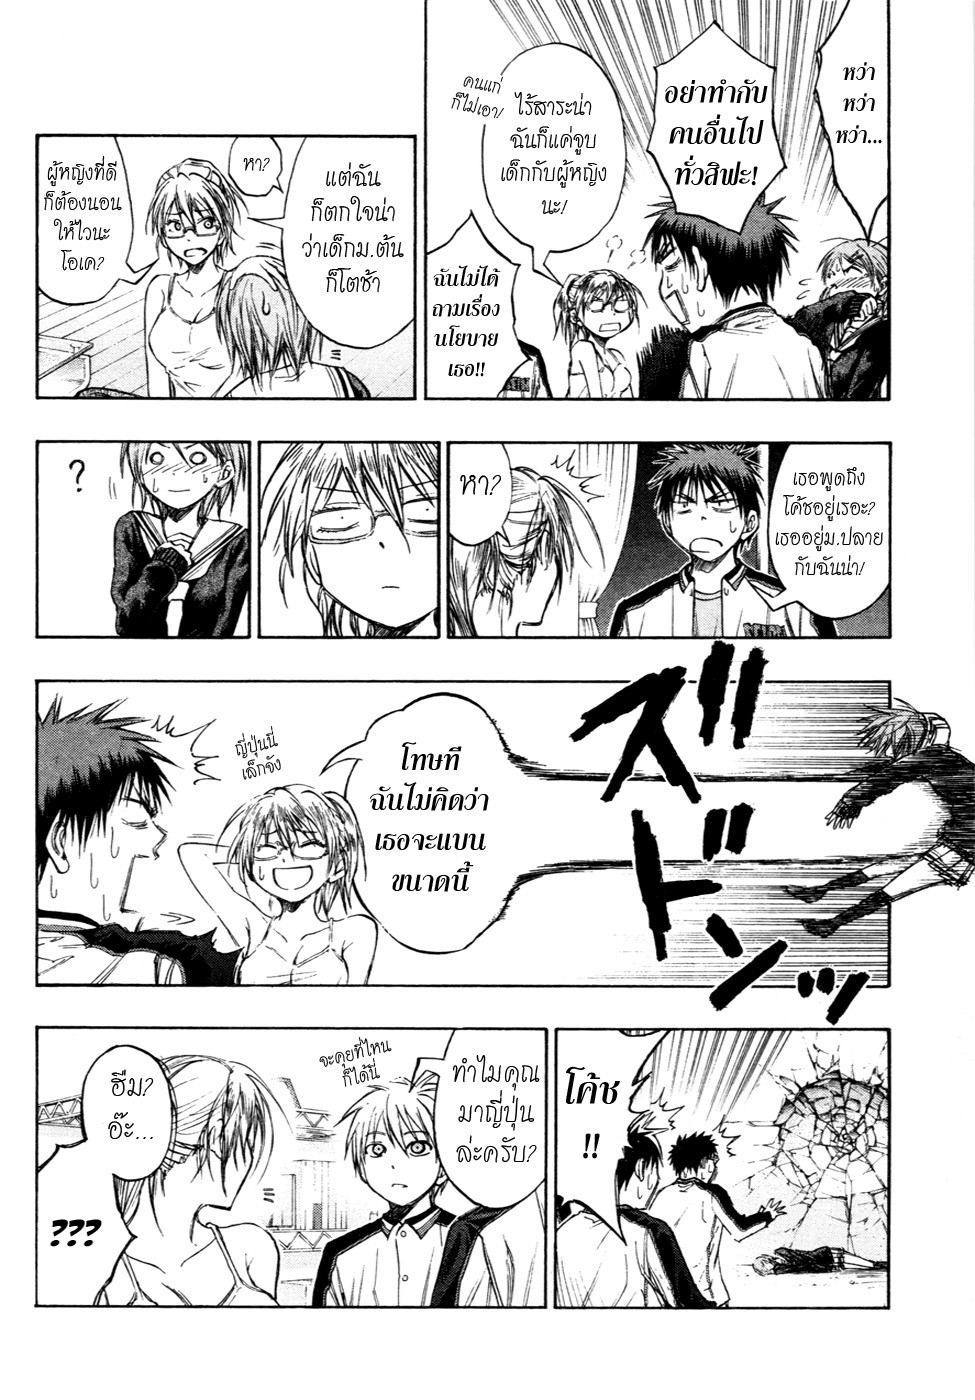 หว่า
หว่า
หว่า...
อย่าทำกับ
คนอื่นไป
ทั่วสิฟะ!
ไร้สาระน่า
ฉันก็แค่จูบ
เด็กกับผู้หญิง
นะ!
คนแก่
ก็ไม่เอา!
ฉันไม่ได้
ถามเรื่อง
นโยบาย
เธอ!!
แต่ฉัน
ก็ตกใจน่า
ว่าเด็กม.ต้น
ก็โตช้า
หา?
ผู้หญิงที่ดี
ก็ต้องนอน
ให้ไวนะ
โอเค?
เธอพูดถึง
โค้ชอยู่เรอะ?
เธออยู่ม.ปลาย
กับฉันน่า!
หา?
?
ズドンッ
โทษที
ฉันไม่คิดว่า
เธอจะแบน
ขนาดนี้
ญี่ปุ่นนี่
เล็กจัง
โค้ช
!!
ทำไมคุณ
มาญี่ปุ่น
ล่ะครับ?
จะคุยที่ไหน
ก็ได้นี่
ฮืม?
อ๊ะ...
???